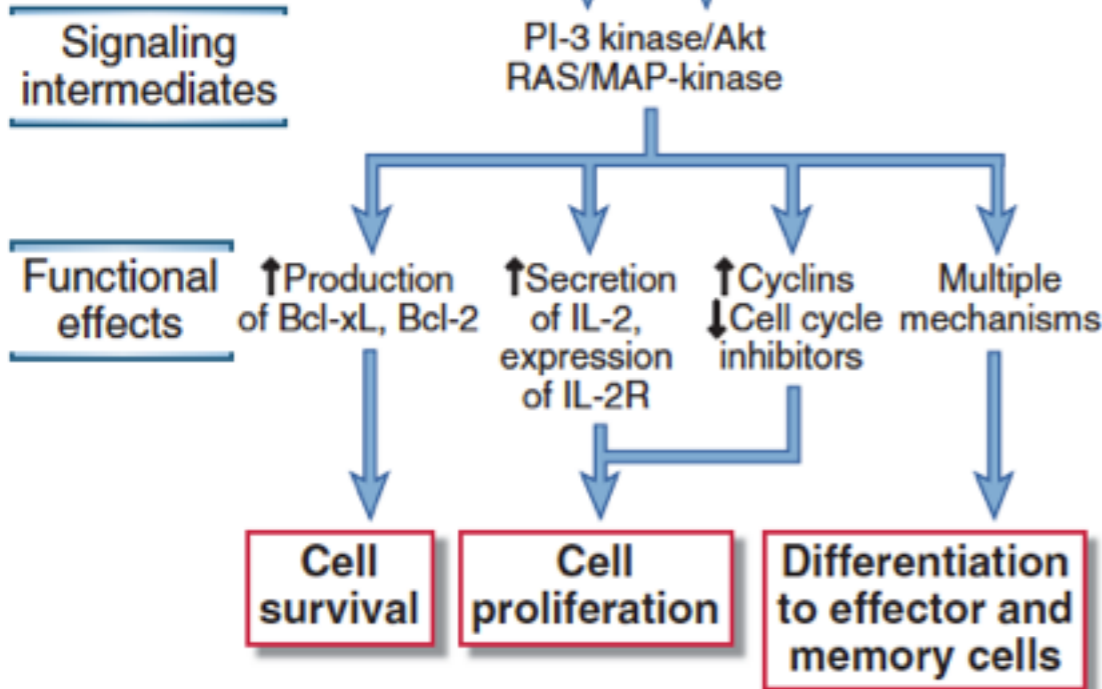 Signaling
intermediates
PI-3 kinase/Akt
RAS/MAP-kinase
Functional
effects
↑Production
of Bcl-xL, Bcl-2
↑Secretion
of IL-2,
expression
of IL-2R
↑Cyclins
↓Cell cycle
inhibitors
Multiple
mechanisms
Cell
survival
Cell
proliferation
Differentiation
to effector and
memory cells